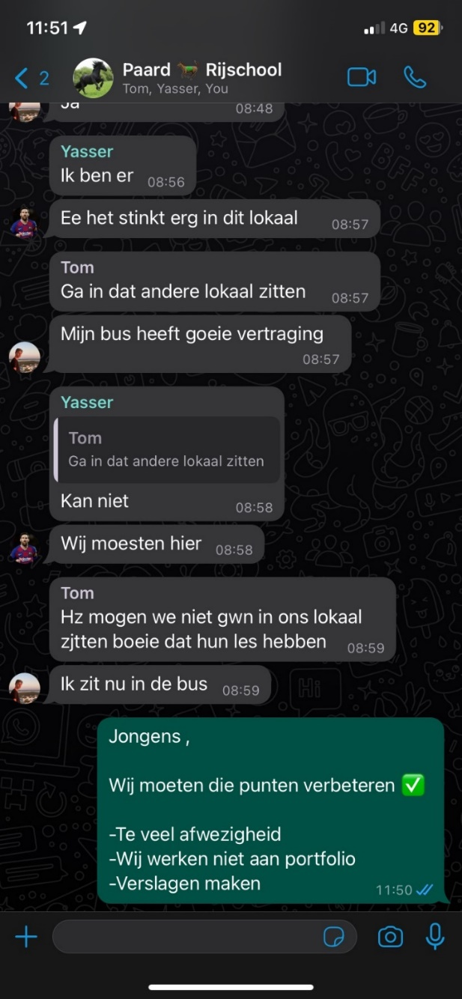 11:51
4G 92
2
Paard Rijschool
Tom, Yasser, You
Ja 08:48
Yasser
Ik ben er 08:56
Ee het stinkt erg in dit lokaal 08:57
Tom
Ga in dat andere lokaal zitten 08:57
Mijn bus heeft goeie vertraging
08:57
Yasser
Tom
Ga in dat andere lokaal zitten
Kan niet 08:58
Wij moesten hier 08:58
Tom
Hz mogen we niet gwn in ons lokaal
zjtten boeie dat hun les hebben 08:59
Ik zit nu in de bus 08:59
Jongens ,
Wij moeten die punten verbeteren ✅
-Te veel afwezigheid
-Wij werken niet aan portfolio
-Verslagen maken 11:50